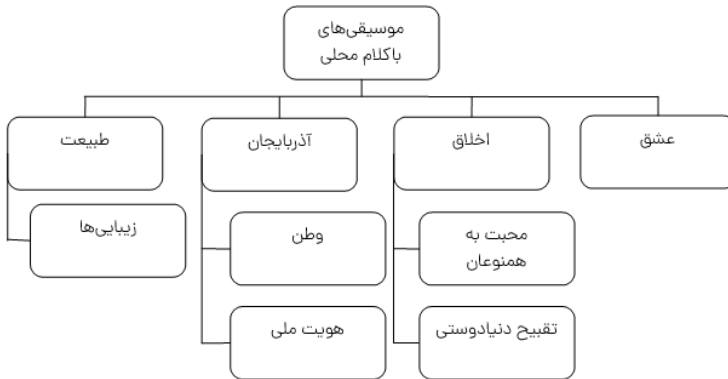 موسیقی‌های
باکلام محلی
عشق
اخلاق
آذربایجان
طبیعت
محبت به
همنوعان
وطن
زیبایی‌ها
تقبیح دنیادوستی
هویت ملی